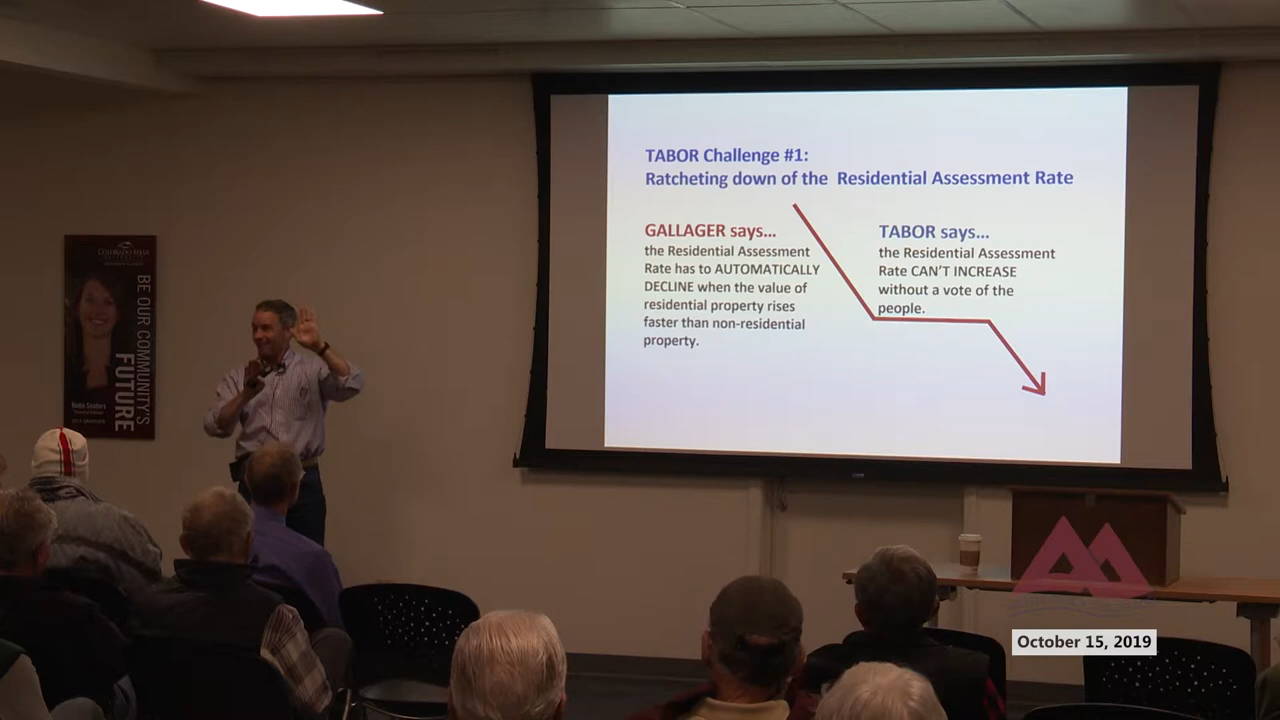 TABOR Challenge #1:
Ratcheting down of the Residential Assessment Rate
GALLAGER says...
the Residential Assessment
Rate has to AUTOMATICALLY
DECLINE when the value of
residential property rises
faster than non-residential
property.
TABOR says...
the Residential Assessment
Rate CAN'T INCREASE
without a vote of the
people.
COLORADO MESA
BE OUR COMMUNITY'S
FUTURE
October 15, 2019